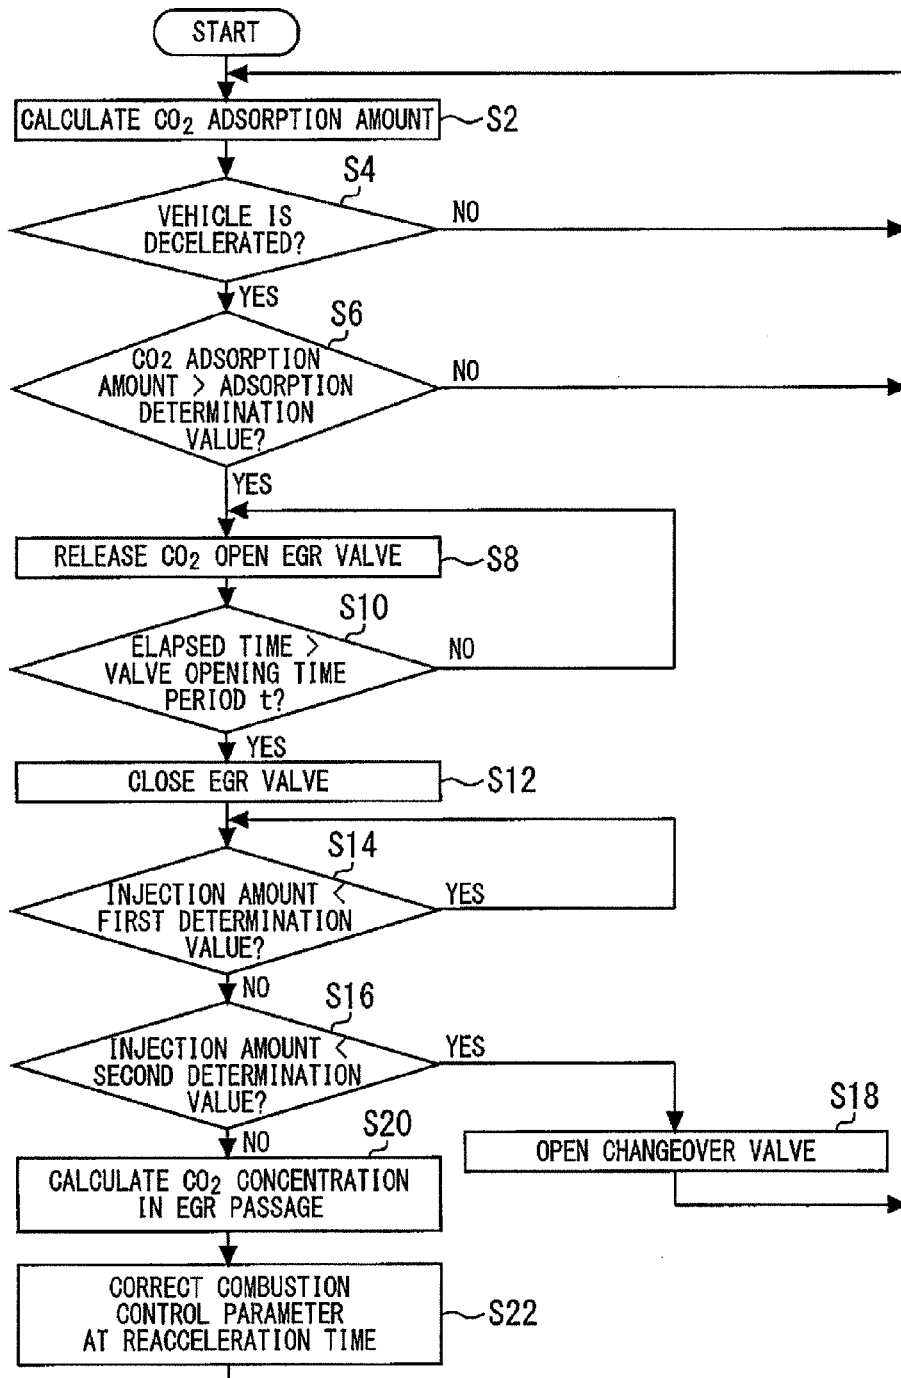 START
CALCULATE CO2 ADSORPTION AMOUNT
S2
S4
VEHICLE IS
DECELERATED?
NO
YES
S6
CO2 ADSORPTION
AMOUNT > ADSORPTION
DETERMINATION
VALUE?
NO
YES
RELEASE CO2 OPEN EGR VALVE
S8
S10
ELAPSED TIME >
VALVE OPENING TIME
PERIOD t?
NO
YES
CLOSE EGR VALVE
S12
S14
INJECTION AMOUNT <
FIRST DETERMINATION
VALUE?
YES
NO
S16
INJECTION AMOUNT <
SECOND DETERMINATION
VALUE?
YES
NO
S18
OPEN CHANGEOVER VALVE
S20
CALCULATE CO2 CONCENTRATION
IN EGR PASSAGE
CORRECT COMBUSTION
CONTROL PARAMETER
AT REACCELERATION TIME
S22